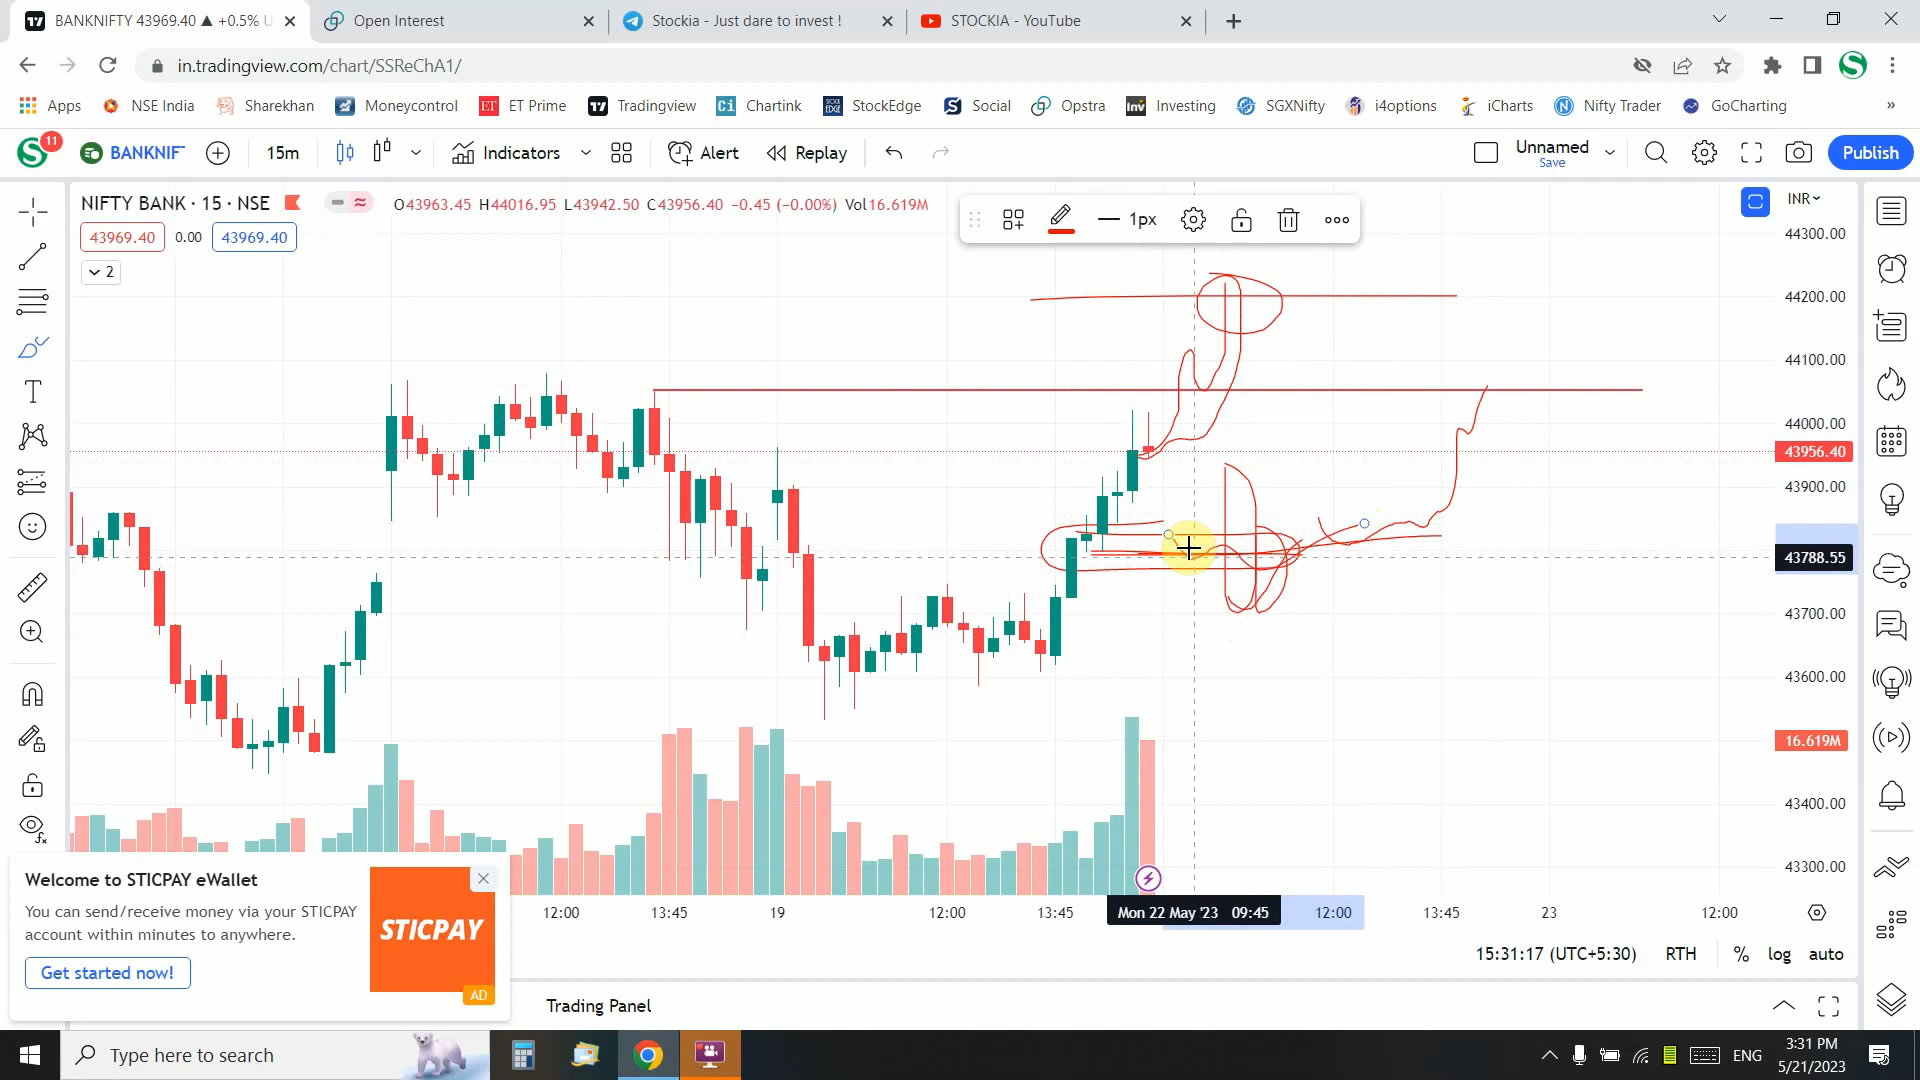 BANKNIFTY 43969.40 ▲ +0.5% U
Open Interest
Stockia - Just dare to invest !
STOCKIA - YouTube
in.tradingview.com/chart/SSReChA1/
Apps
NSE India
Sharekhan
Moneycontrol
ET Prime
Tradingview
Chartink
StockEdge
Social
Opstra
Investing
SGXNifty
i4options
iCharts
Nifty Trader
GoCharting
»
11
BANKNIF
15m
Indicators
Alert
Replay
Unnamed
Save
Publish
NIFTY BANK · 15 · NSE
O43963.45 H44016.95 L43942.50 C43956.40 −0.45 (−0.00%) Vol16.619M
1px
INR
43969.40
0.00
43969.40
2
44300.00
44200.00
44100.00
44000.00
43956.40
43900.00
43788.55
43700.00
43600.00
16.619M
43400.00
43300.00
12:00
13:45
19
12:00
13:45
Mon 22 May '23 09:45
12:00
13:45
23
12:00
15:31:17 (UTC+5:30)
RTH
%
log
auto
Welcome to STICPAY eWallet
You can send/receive money via your STICPAY
account within minutes to anywhere.
Get started now!
STICPAY
AD
Trading Panel
Type here to search
ENG
3:31 PM
5/21/2023